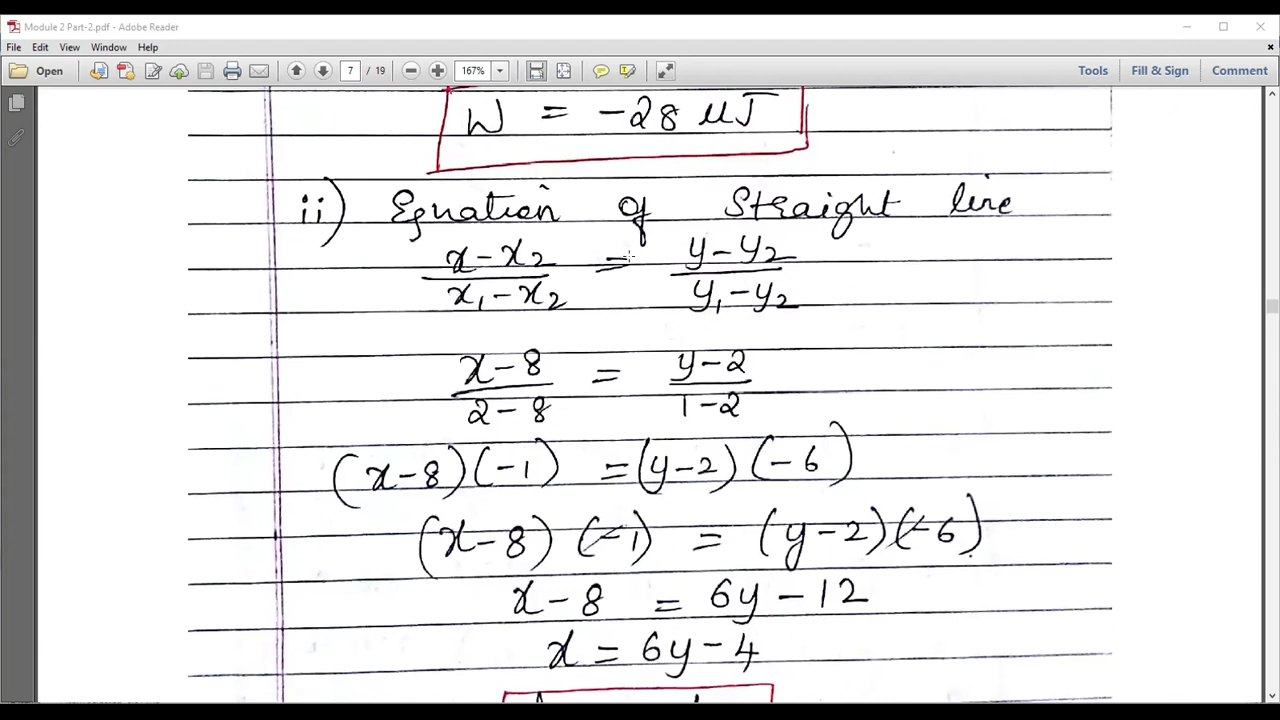 Module 2 Part-2.pdf - Adobe Reader
File Edit View Window Help
Open 7 / 19 167% Tools Fill & Sign Comment
W = -28 μJ
ii) Equation of Straight line
x-x2 / x1-x2 = y-y2 / y1-y2
x-8 / 2-8 = y-2 / 1-2
(x-8)(-1) = (y-2)(-6)
(x-8)(-1) = (y-2)(-6)
x-8 = 6y-12
x = 6y-4